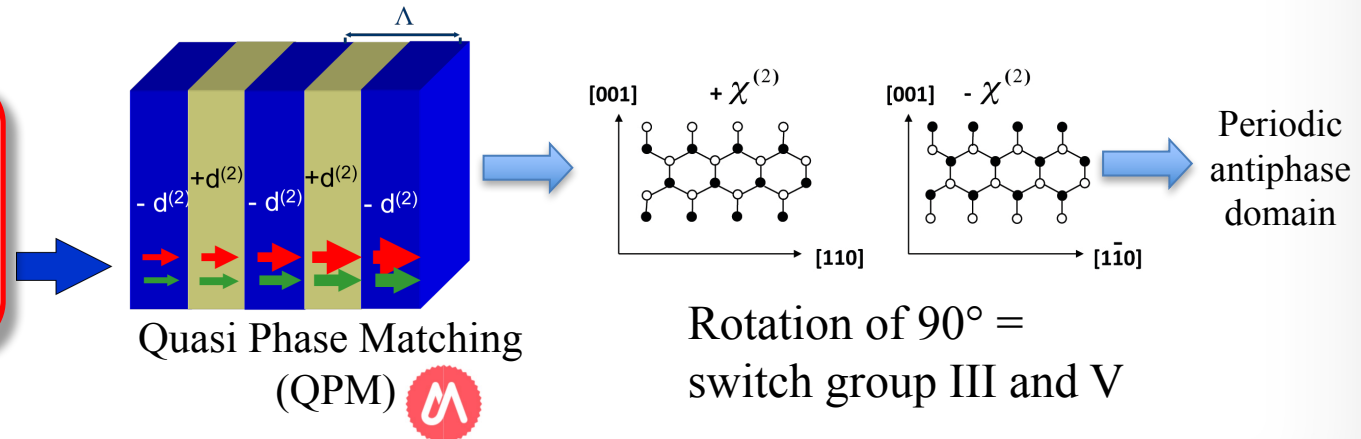 Λ
- d⁽²⁾
+d⁽²⁾
- d⁽²⁾
+d⁽²⁾
- d⁽²⁾
Quasi Phase Matching
(QPM)
[001]
+ χ⁽²⁾
[110]
[001]
- χ⁽²⁾
[11̄0]
Rotation of 90° =
switch group III and V
Periodic
antiphase
domain